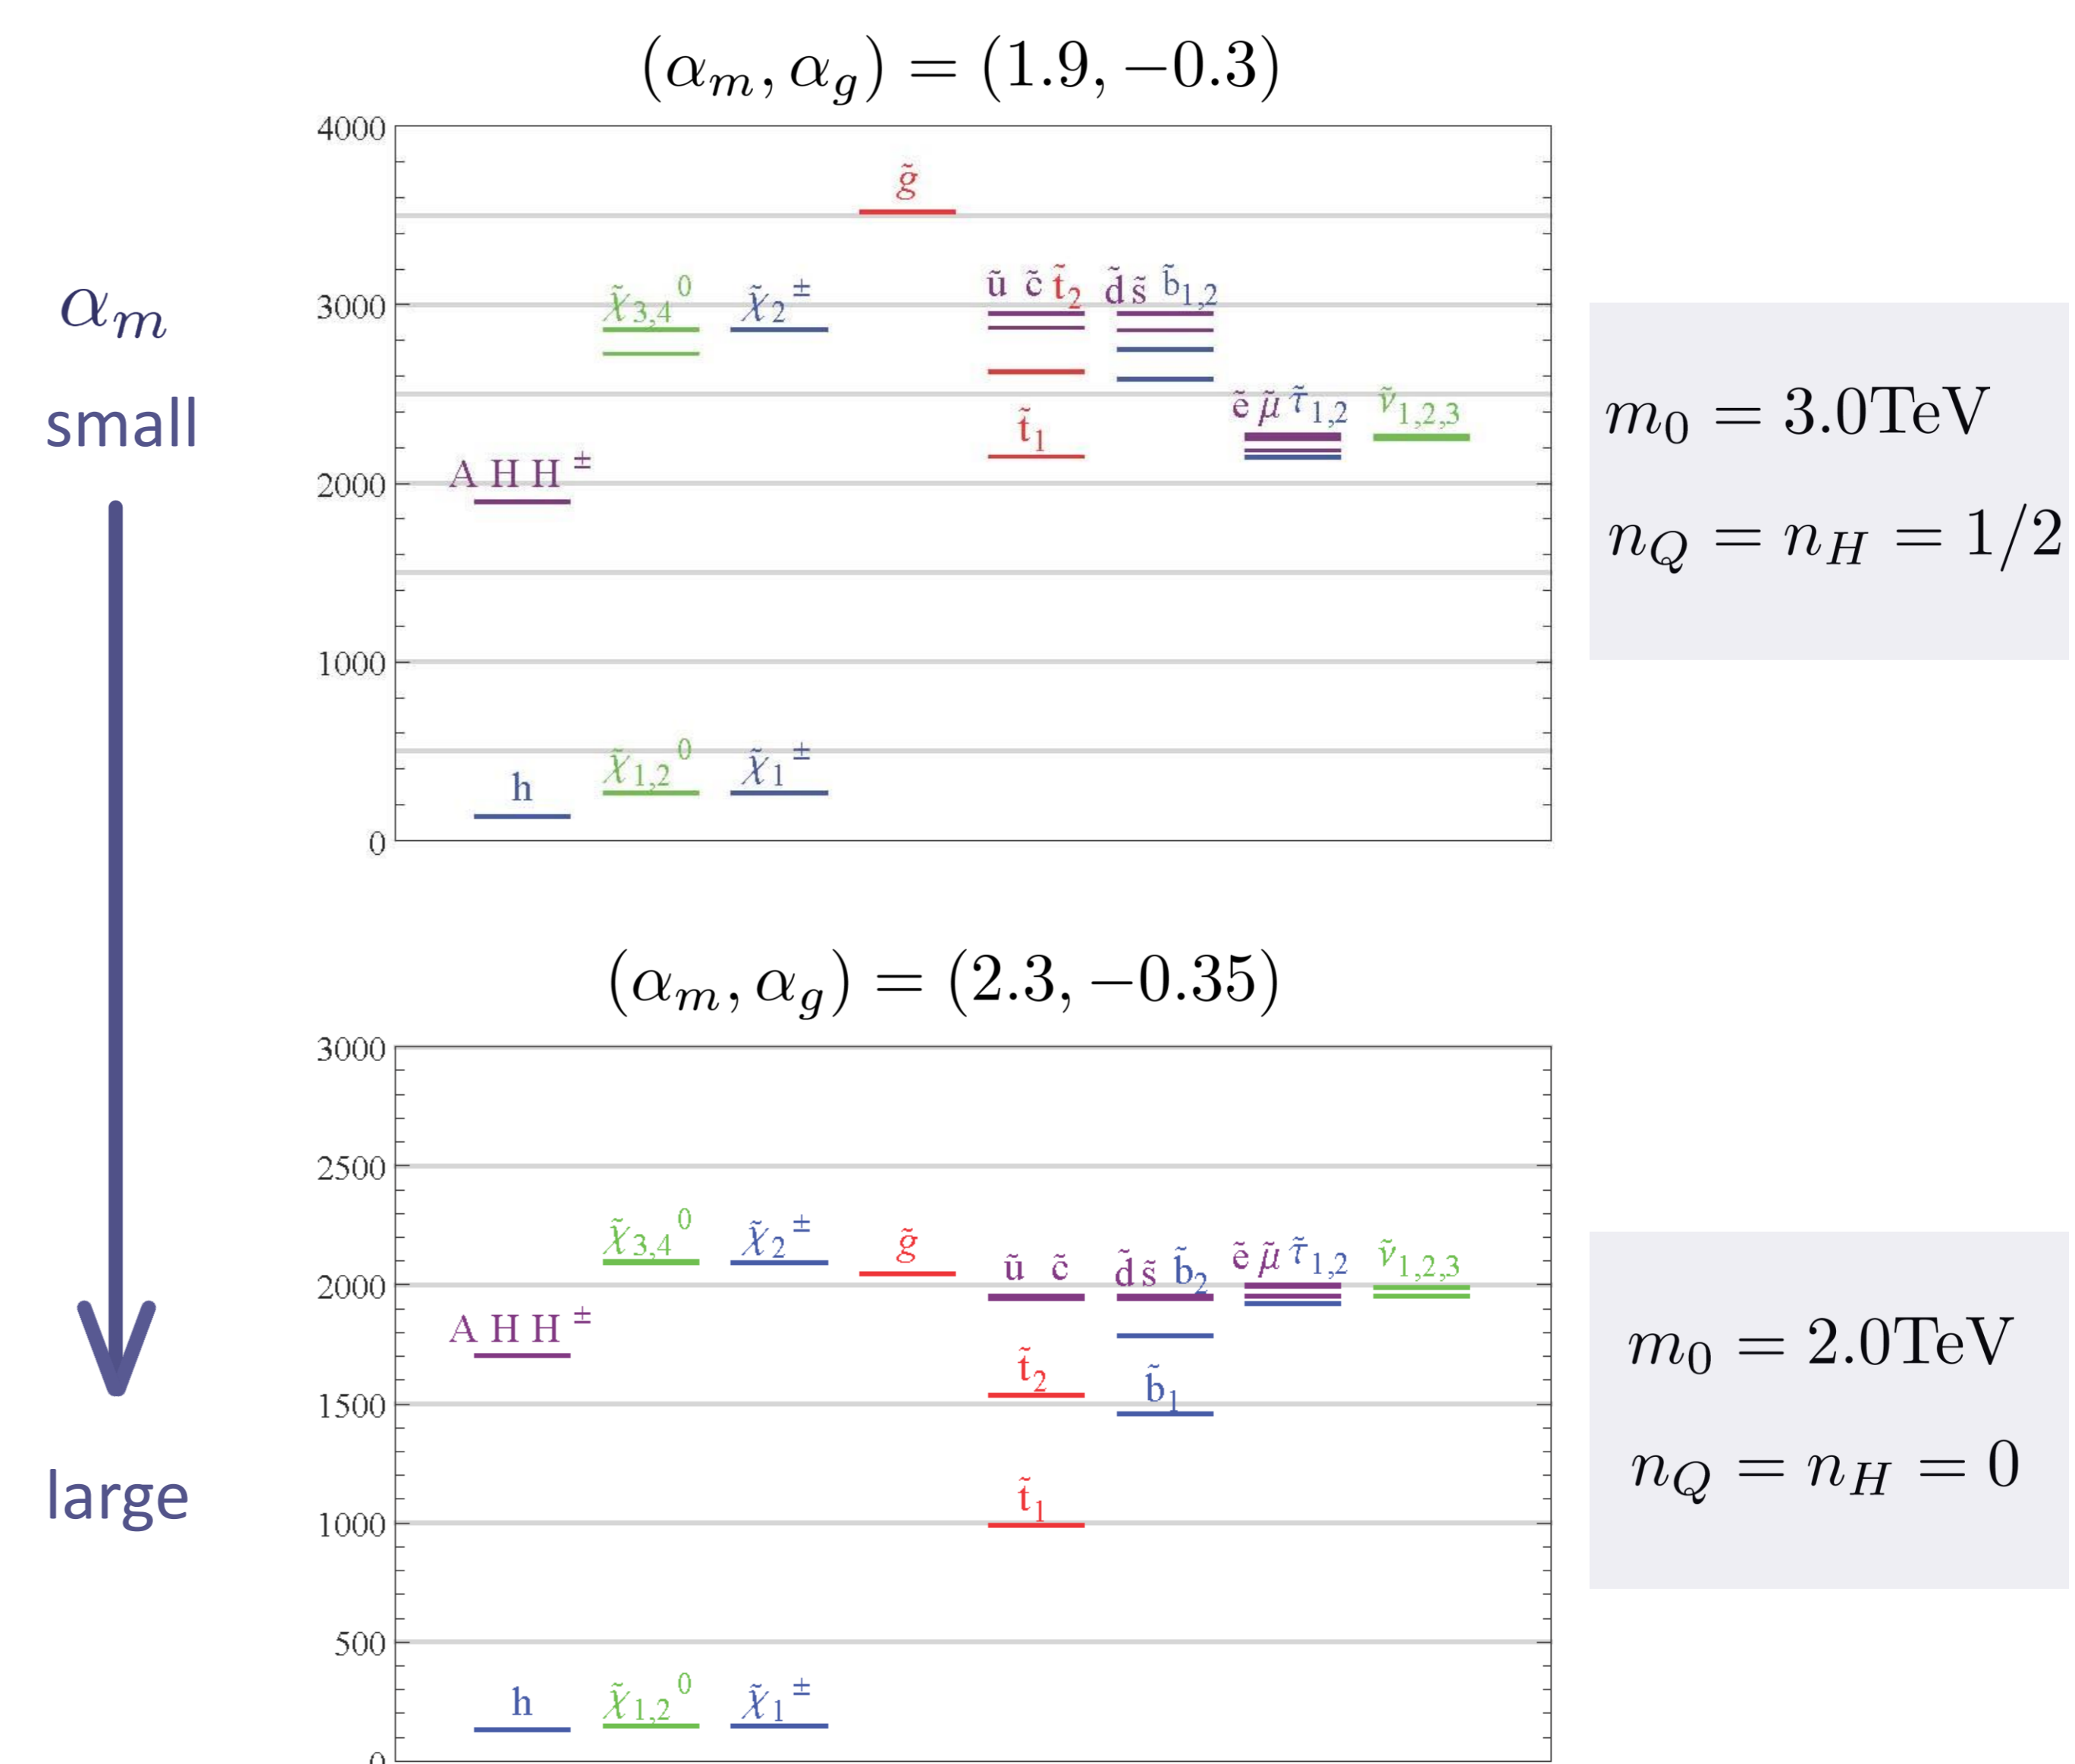 (α_m, α_g) = (1.9, −0.3)
α_m
small
large
4000
3000
2000
1000
0
g̃
χ̃_{3,4}^0 χ̃_2^± ũ c̃ t̃_2 d̃ s̃ b̃_{1,2}
ẽ μ̃ τ̃_{1,2} ν̃_{1,2,3}
t̃_1
A H H^±
χ̃_{1,2}^0 χ̃_1^±
h
m_0 = 3.0TeV
n_Q = n_H = 1/2
(α_m, α_g) = (2.3, −0.35)
3000
2500
2000
1500
1000
500
0
χ̃_{3,4}^0 χ̃_2^± g̃ ũ c̃ d̃ s̃ b̃_2 ẽ μ̃ τ̃_{1,2} ν̃_{1,2,3}
A H H^±
t̃_2 b̃_1
t̃_1
h χ̃_{1,2}^0 χ̃_1^±
m_0 = 2.0TeV
n_Q = n_H = 0